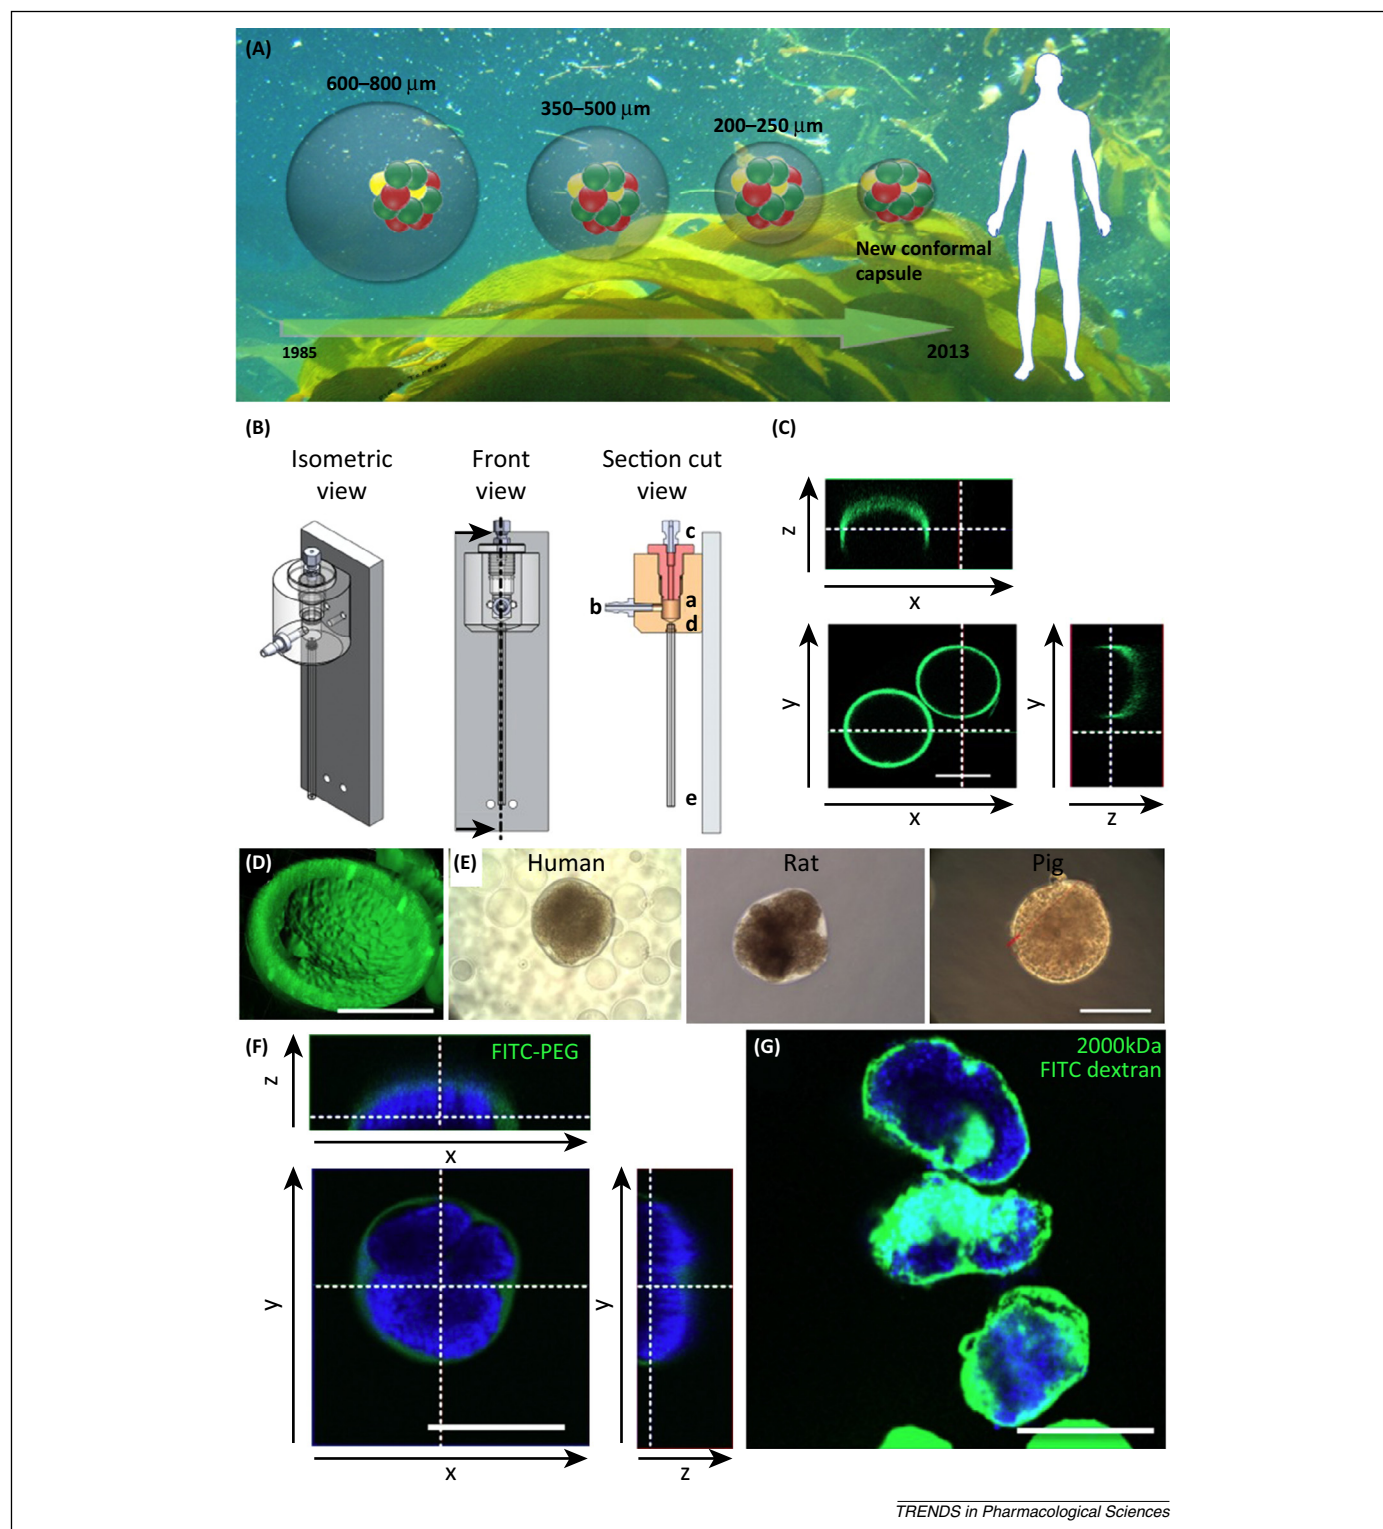 (A)
600–800 μm
350–500 μm
200–250 μm
New conformal
capsule
1985
2013
(B)
Isometric
view
Front
view
Section cut
view
c
b
a
d
e
(C)
z
x
y
x
y
z
(D)
(E)
Human
Rat
Pig
(F)
FITC-PEG
z
x
y
x
y
z
(G)
2000kDa
FITC dextran
TRENDS in Pharmacological Sciences